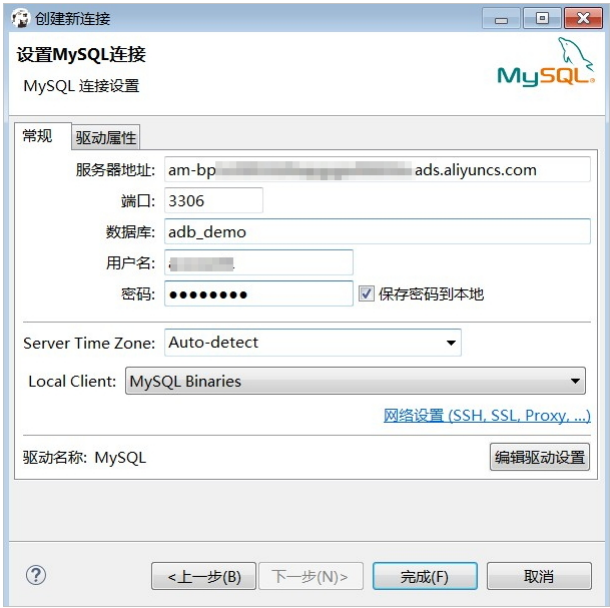 创建新连接
设置MySQL连接
MySQL 连接设置
MySQL
常规 驱动属性
服务器地址: am-bp ads.aliyuncs.com
端口: 3306
数据库: adb_demo
用户名:
密码: ●●●●●●●● 保存密码到本地
Server Time Zone: Auto-detect
Local Client: MySQL Binaries
网络设置 (SSH, SSL, Proxy, ...)
驱动名称: MySQL 编辑驱动设置
? <上一步(B) 下一步(N)> 完成(F) 取消